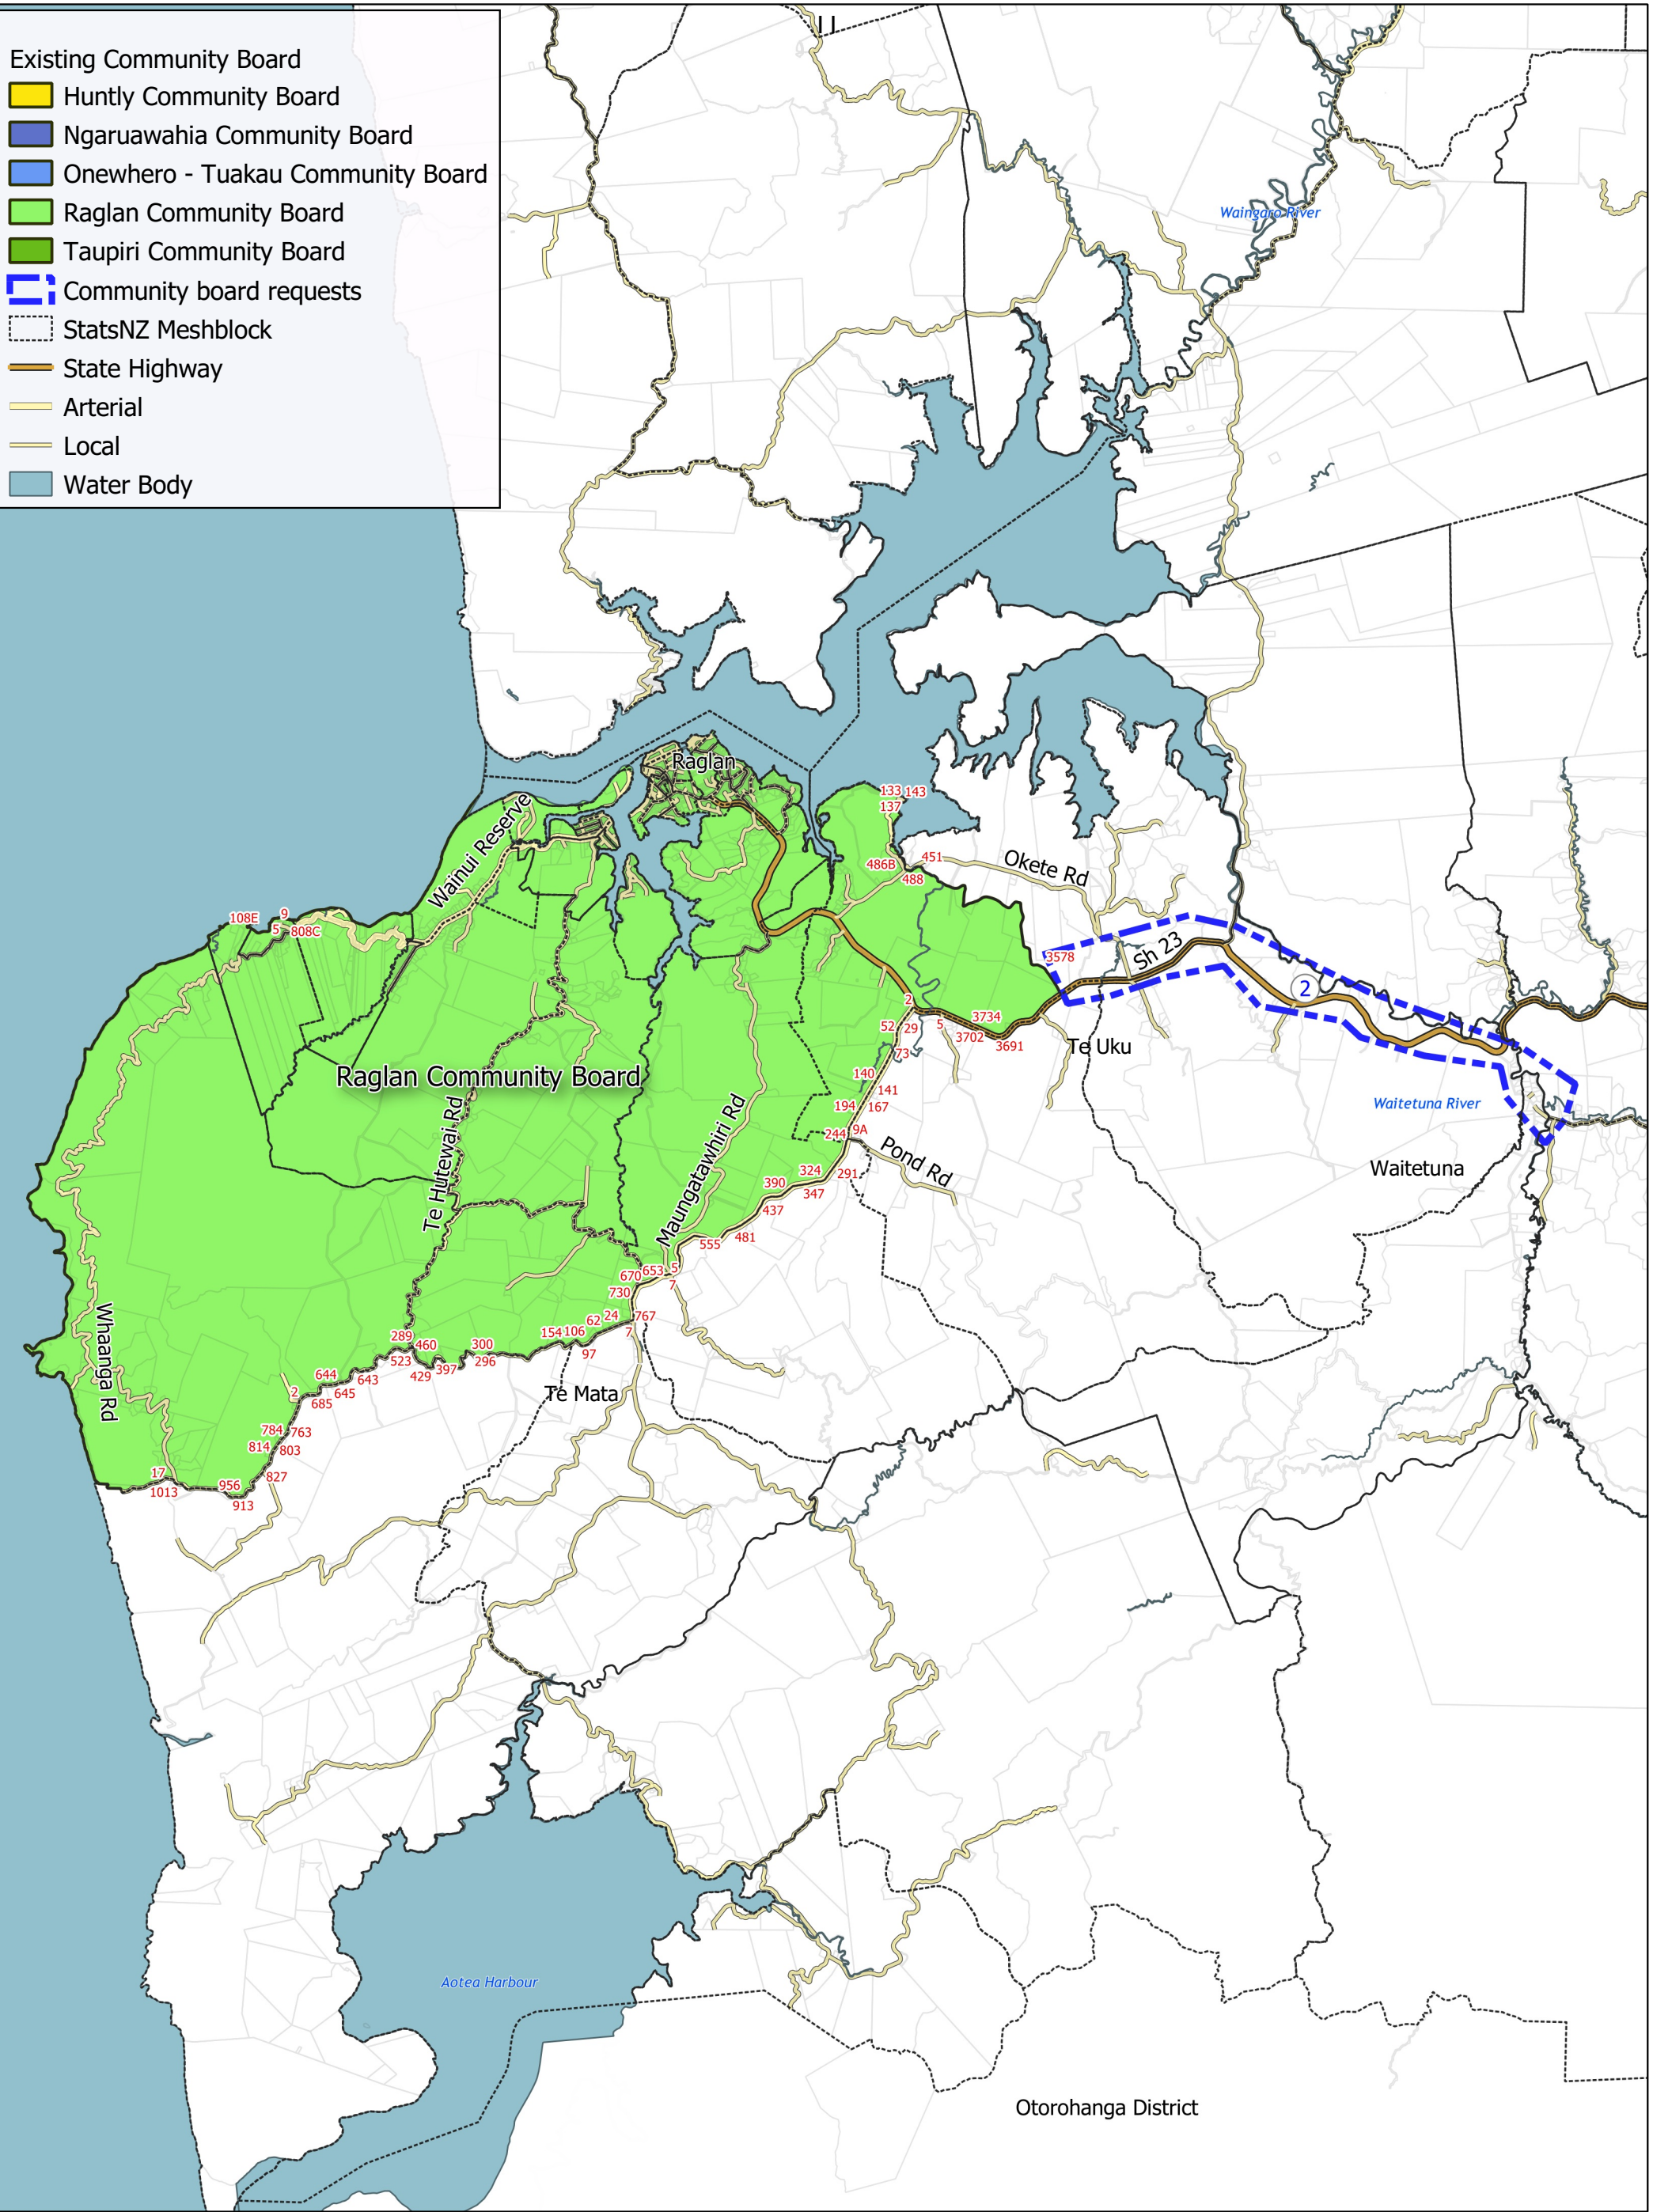 Existing Community Board
Huntly Community Board
Ngaruawahia Community Board
Onewhero - Tuakau Community Board
Raglan Community Board
Taupiri Community Board
Community board requests
StatsNZ Meshblock
State Highway
Arterial
Local
Water Body
Waingaro River
Raglan
Wainui Reserve
133 143
137
486B
451
488
Okete Rd
108E
9
5
808C
3578
Sh 23
2
2
52
29
5
3734
3702
3691
73
Te Uku
Raglan Community Board
140
141
194
167
Waitetuna River
244
9A
Pond Rd
Waitetuna
Te Hutewai Rd
Maungatawhiri Rd
324
291
390
347
437
481
555
670
653
5
7
730
767
24
62
7
154
106
97
289
460
300
296
523
397
429
Whaanga Rd
644
643
645
2
685
Te Mata
784
763
814
803
827
17
1013
956
913
Aotea Harbour
Otorohanga District